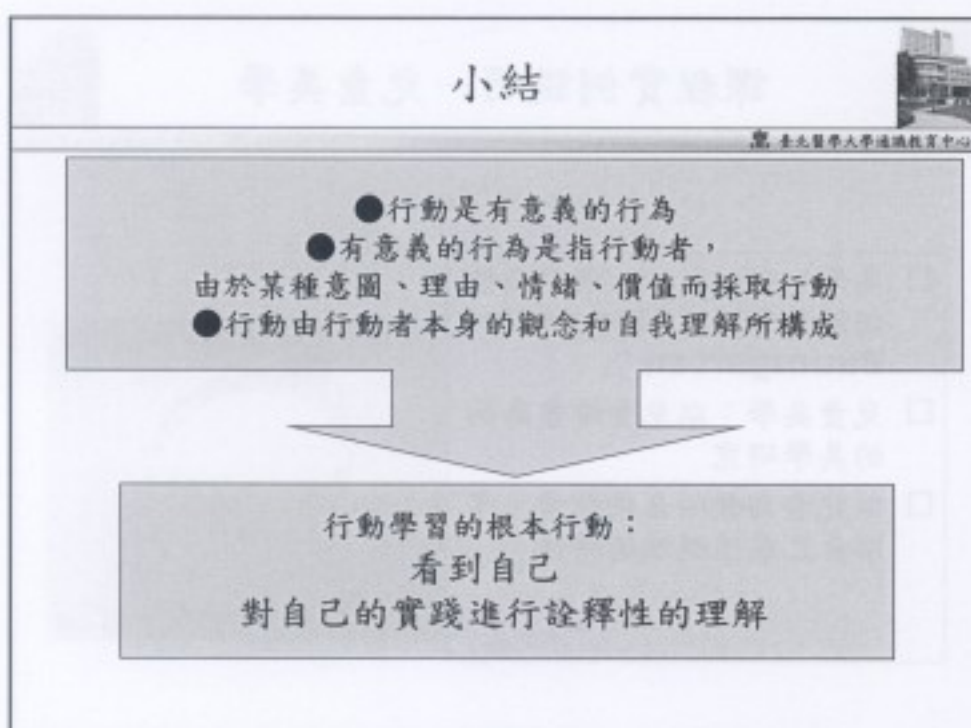 小結
臺北醫學大學通識教育中心
●行動是有意義的行為
●有意義的行為是指行動者，
由於某種意圖、理由、情緒、價值而採取行動
●行動由行動者本身的觀念和自我理解所構成
行動學習的根本行動：
看到自己
對自己的實踐進行詮釋性的理解